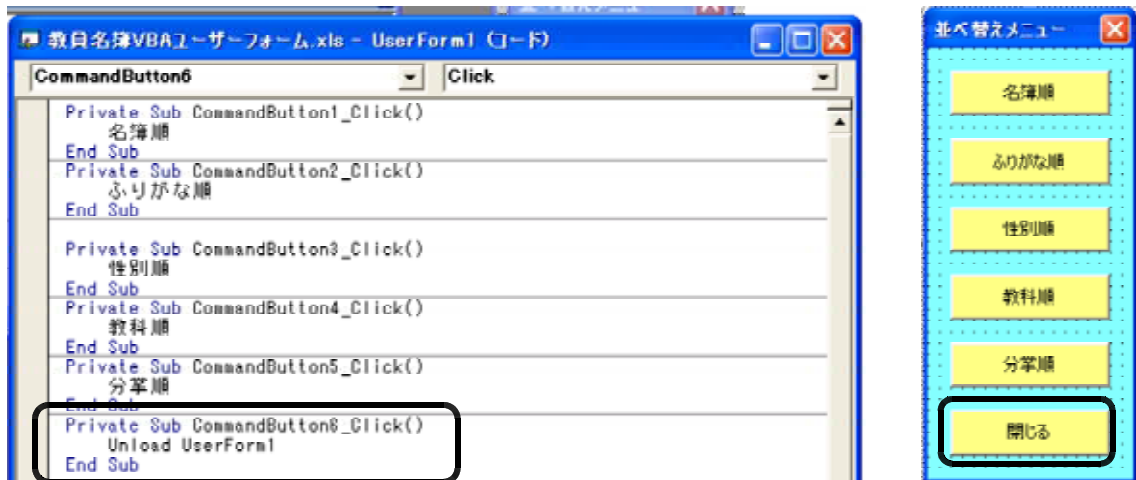 教員名簿VBAユーザーフォーム.xls - UserForm1 (コード)
CommandButton6
Click
Private Sub CommandButton1_Click()
名簿順
End Sub
Private Sub CommandButton2_Click()
ふりがな順
End Sub
Private Sub CommandButton3_Click()
性別順
End Sub
Private Sub CommandButton4_Click()
教科順
End Sub
Private Sub CommandButton5_Click()
分掌順
End Sub
Private Sub CommandButton6_Click()
Unload UserForm1
End Sub
並べ替えメニュー
名簿順
ふりがな順
性別順
教科順
分掌順
閉じる